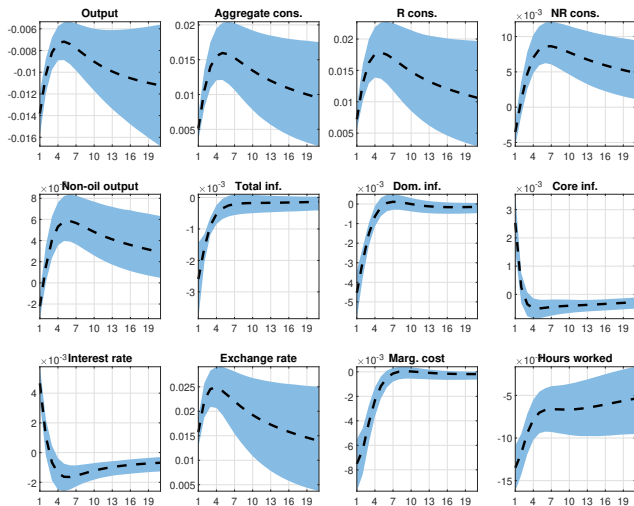 Output Aggregate cons. R cons. NR cons.
-0.006 0.02 0.02 ×10-3
-0.008 0.015 0.015 10
-0.01 0.01 0.01 5
-0.012 0.005 0.005 0
-0.014
-0.016
1 4 7 10 13 16 19 1 4 7 10 13 16 19 1 4 7 10 13 16 19 1 4 7 10 13 16 19
Non-oil output Total inf. Dom. inf. Core inf.
×10-3 ×10-3 ×10-3
8 0 0 3
6 -1 -1 2
4 -2 -2 1
2 -3 -3 0
0 -4
-2 -5
1 4 7 10 13 16 19 1 4 7 10 13 16 19 1 4 7 10 13 16 19 1 4 7 10 13 16 19
Interest rate Exchange rate Marg. cost Hours worked
×10-3 0.025 ×10-3
4 0.02 0 -5
2 0.015 -2 -10
0 0.01 -4 -15
-2 0.005 -6
-8
1 4 7 10 13 16 19 1 4 7 10 13 16 19 1 4 7 10 13 16 19 1 4 7 10 13 16 19